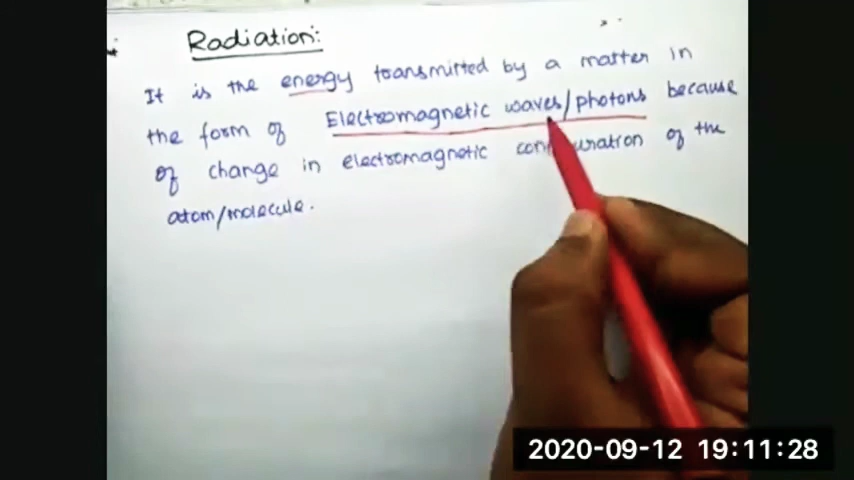 Radiation:
It is the energy transmitted by a matter in
the form of Electromagnetic waves/photons because
of change in electromagnetic of the
atom/molecule.
2020-09-12 19:11:28